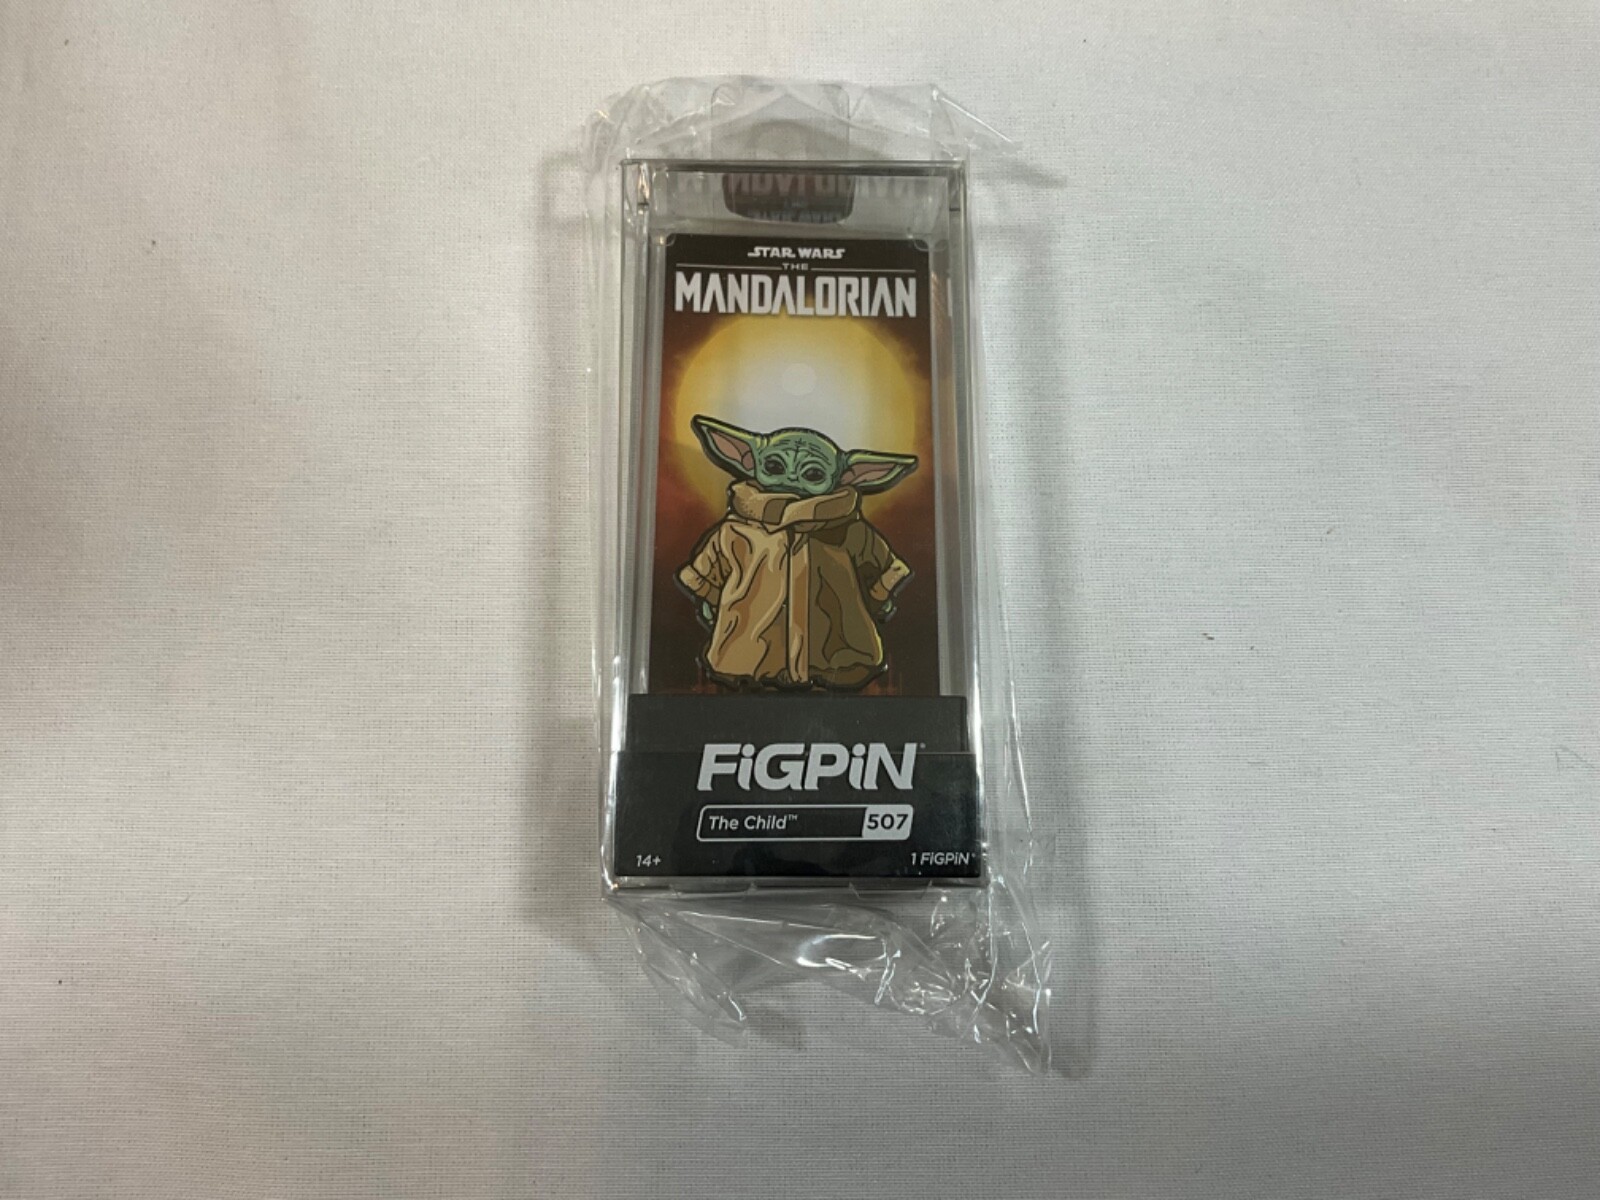 STAR WARS
THE
MANDALORIAN
FiGPiN®
The Child™ 507
14+ 1 FiGPiN®